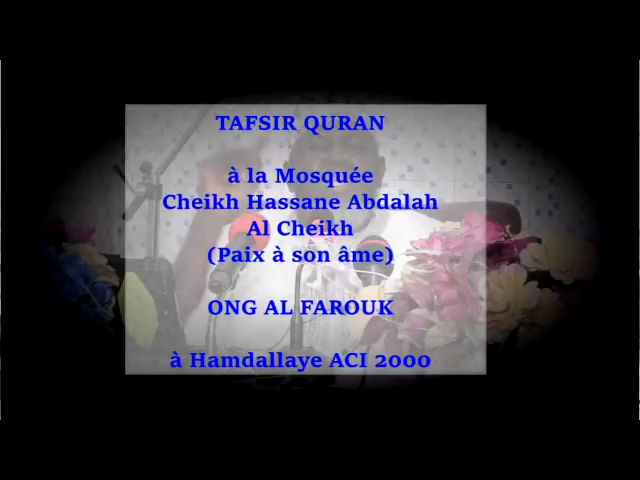 TAFSIR QURAN
à la Mosquée
Cheikh Hassane Abdalah
Al Cheikh
(Paix à son âme)
ONG AL FAROUK
à Hamdallaye ACI 2000